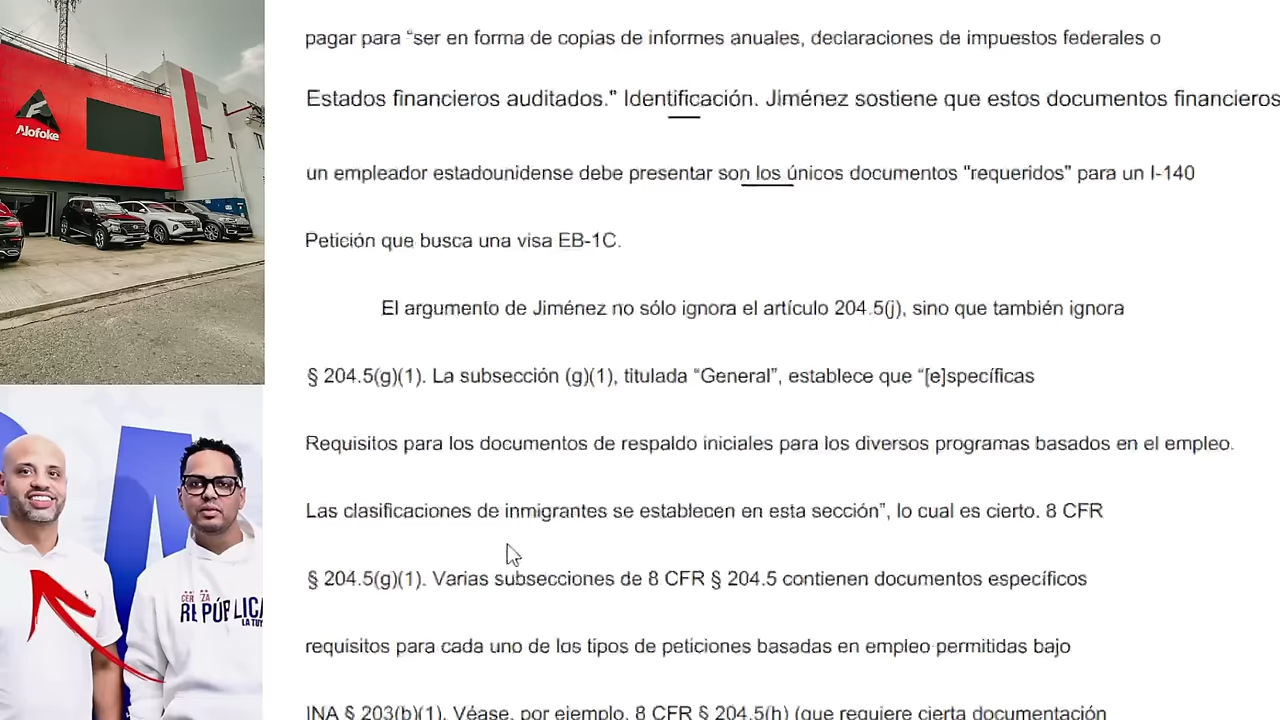 Alofoke
CERVEZA
REPÚBLICA
LA TUY
pagar para “ser en forma de copias de informes anuales, declaraciones de impuestos federales o
Estados financieros auditados." Identificación. Jiménez sostiene que estos documentos financieros
un empleador estadounidense debe presentar son los únicos documentos "requeridos" para un I-140
Petición que busca una visa EB-1C.
El argumento de Jiménez no sólo ignora el artículo 204.5(j), sino que también ignora
§ 204.5(g)(1). La subsección (g)(1), titulada “General”, establece que “[e]specíficas
Requisitos para los documentos de respaldo iniciales para los diversos programas basados en el empleo.
Las clasificaciones de inmigrantes se establecen en esta sección”, lo cual es cierto. 8 CFR
§ 204.5(g)(1). Varias subsecciones de 8 CFR § 204.5 contienen documentos específicos
requisitos para cada uno de los tipos de peticiones basadas en empleo permitidas bajo
INA § 203(b)(1). Véase, por ejemplo, 8 CFR § 204.5(h) (que requiere cierta documentación